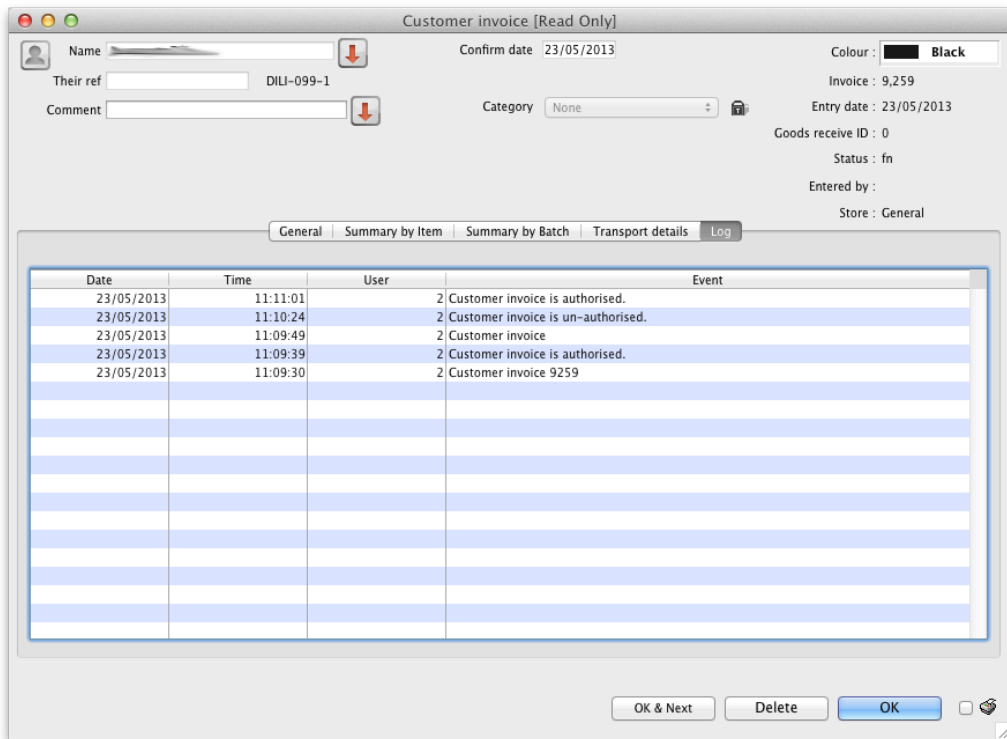 Customer invoice [Read Only]
Name
Confirm date 23/05/2013
Colour : Black
Their ref
DILI-099-1
Invoice : 9,259
Comment
Category None
Entry date : 23/05/2013
Goods receive ID : 0
Status : fn
Entered by :
Store : General
General Summary by Item Summary by Batch Transport details Log
Date Time User Event
23/05/2013 11:11:01 2 Customer invoice is authorised.
23/05/2013 11:10:24 2 Customer invoice is un-authorised.
23/05/2013 11:09:49 2 Customer invoice
23/05/2013 11:09:39 2 Customer invoice is authorised.
23/05/2013 11:09:30 2 Customer invoice 9259
OK & Next Delete OK